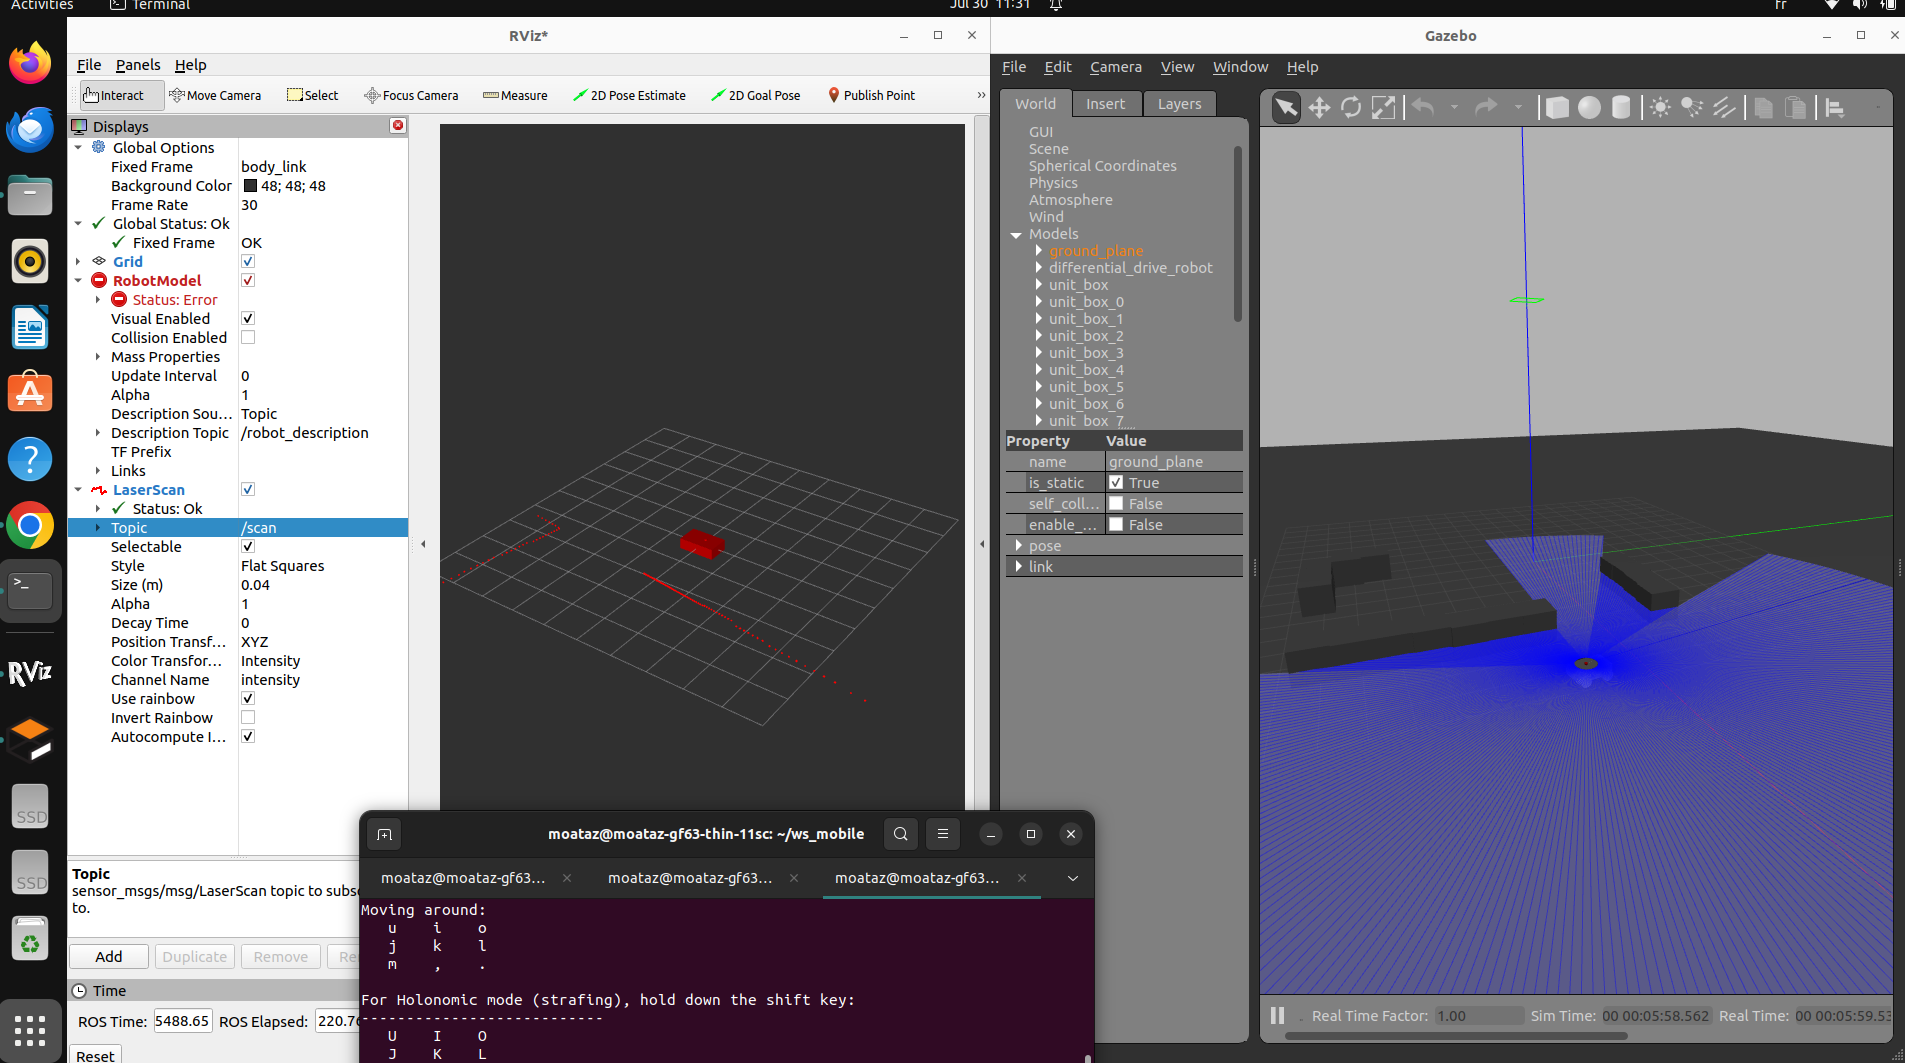 Activities
Terminal
Jul 30 11:31
fr
RViz*
File Panels Help
Interact
Move Camera
Select
Focus Camera
Measure
2D Pose Estimate
2D Goal Pose
Publish Point
»
Displays
Global Options
Fixed Frame body_link
Background Color 48; 48; 48
Frame Rate 30
Global Status: Ok
Fixed Frame OK
Grid
RobotModel
Status: Error
Visual Enabled
Collision Enabled
Mass Properties
Update Interval 0
Alpha 1
Description Sou... Topic
Description Topic /robot_description
TF Prefix
Links
LaserScan
Status: Ok
Topic /scan
Selectable
Style Flat Squares
Size (m) 0.04
Alpha 1
Decay Time 0
Position Transf... XYZ
Color Transfor... Intensity
Channel Name intensity
Use rainbow
Invert Rainbow
Autocompute I...
Topic
sensor_msgs/msg/LaserScan topic to subs
to.
Add Duplicate Remove Re
Time
ROS Time: 5488.65 ROS Elapsed: 220.76
Reset
RViz
SSD
SSD
moataz@moataz-gf63-thin-11sc: ~/ws_mobile
moataz@moataz-gf63... moataz@moataz-gf63... moataz@moataz-gf63...
Moving around:
u i o
j k l
m , .
For Holonomic mode (strafing), hold down the shift key:
---------------------------
U I O
J K L
Gazebo
File Edit Camera View Window Help
World Insert Layers
GUI
Scene
Spherical Coordinates
Physics
Atmosphere
Wind
Models
ground_plane
differential_drive_robot
unit_box
unit_box_0
unit_box_1
unit_box_2
unit_box_3
unit_box_4
unit_box_5
unit_box_6
unit_box_7
Property Value
name ground_plane
is_static True
self_coll... False
enable_... False
pose
link
Real Time Factor: 1.00 Sim Time: 00 00:05:58.562 Real Time: 00 00:05:59.53